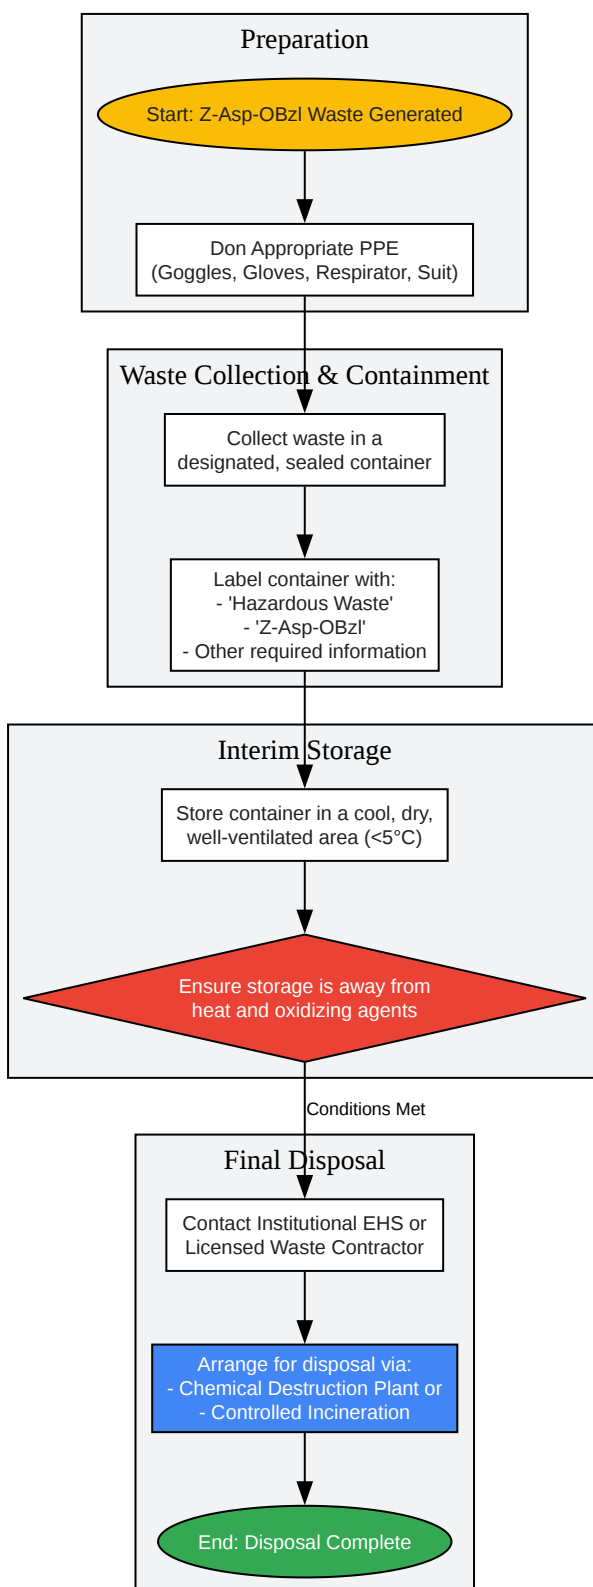 Preparation
Start: Z-Asp-OBzl Waste Generated
Don Appropriate PPE
(Goggles, Gloves, Respirator, Suit)
Waste Collection & Containment
Collect waste in a
designated, sealed container
Label container with:
- 'Hazardous Waste'
- 'Z-Asp-OBzl'
- Other required information
Interim Storage
Store container in a cool, dry,
well-ventilated area (<5°C)
Ensure storage is away from
heat and oxidizing agents
Conditions Met
Final Disposal
Contact Institutional EHS or
Licensed Waste Contractor
Arrange for disposal via:
- Chemical Destruction Plant or
- Controlled Incineration
End: Disposal Complete